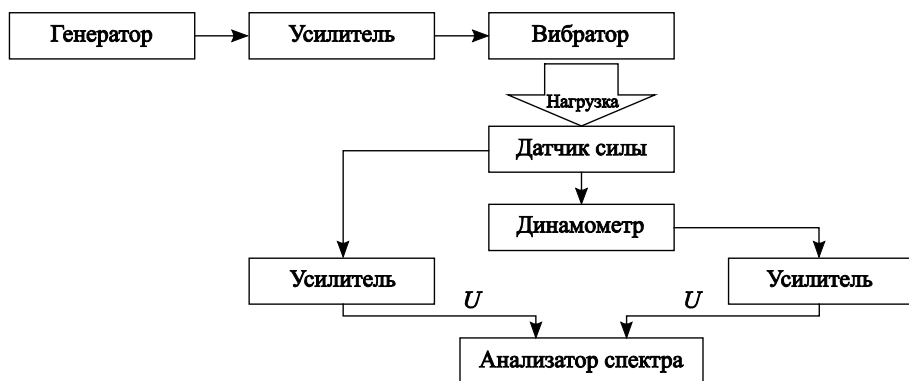 Генератор
Усилитель
Вибратор
Нагрузка
Датчик силы
Динамометр
Усилитель
Усилитель
U
U
Анализатор спектра